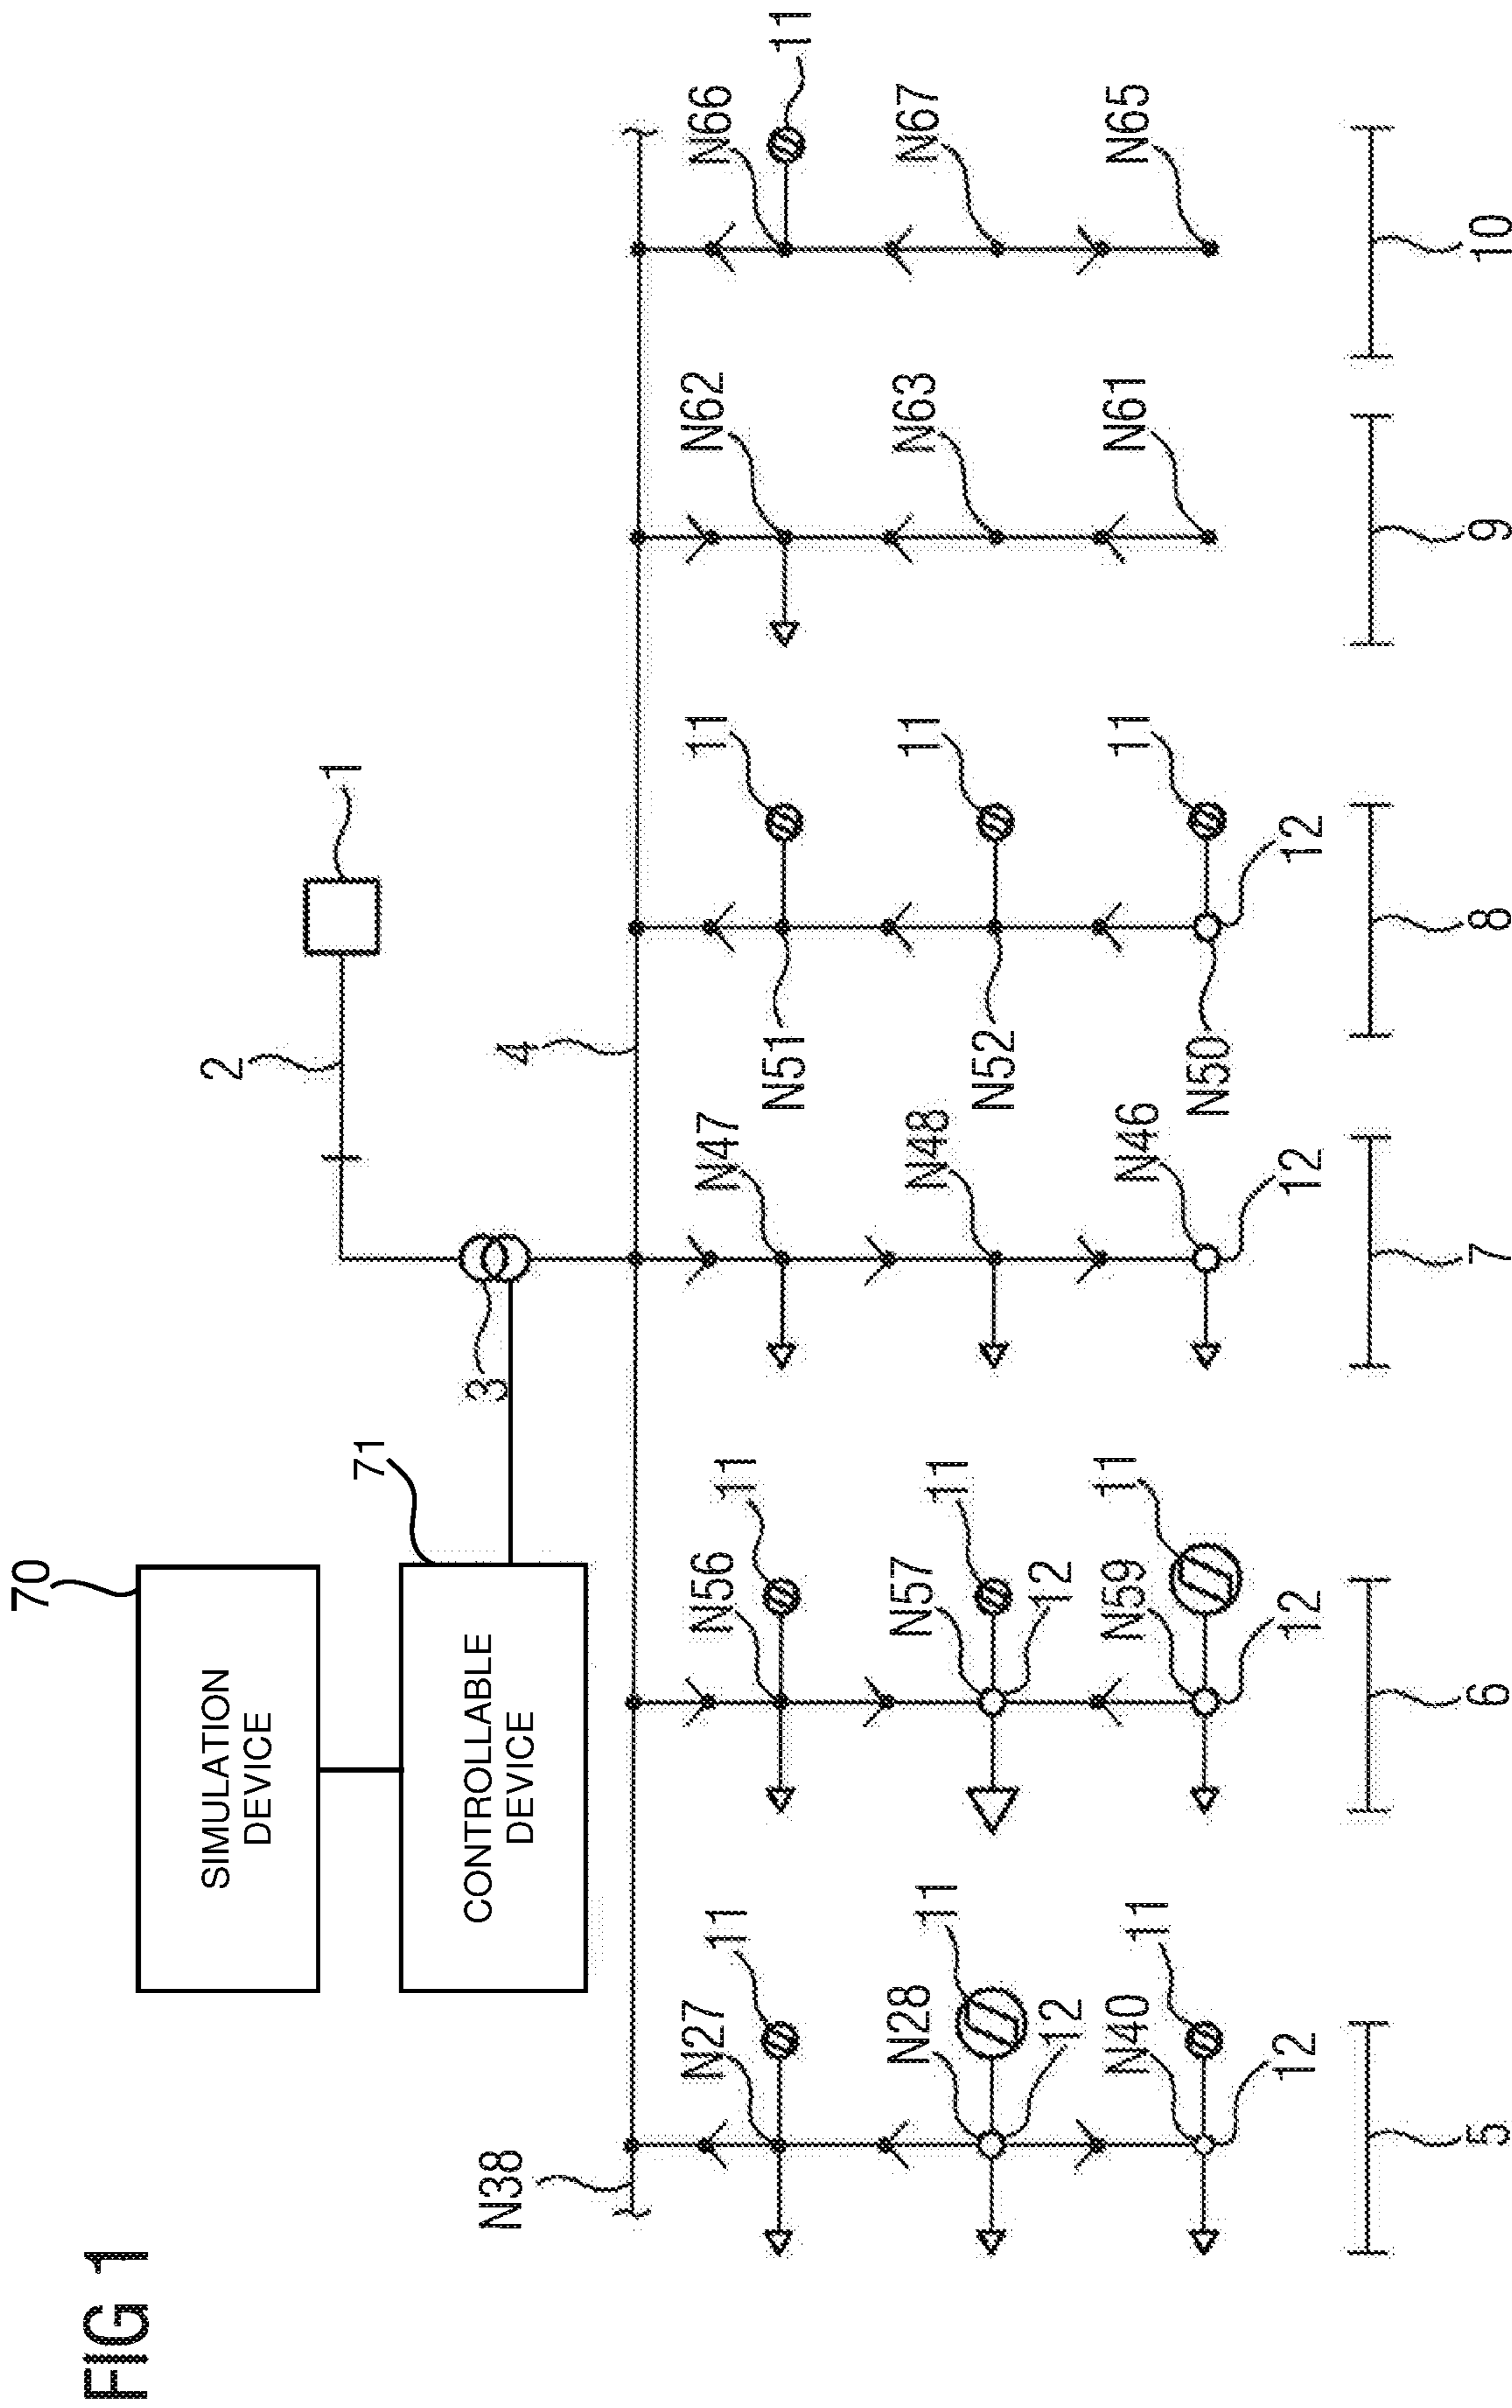 FIG 1
70
SIMULATION
DEVICE
71
CONTROLLABLE
DEVICE
1
2
3
4
N38
N27
11
N28
11
12
N40
11
12
5
N56
11
N57
11
12
N59
11
12
6
N47
N48
N46
12
7
N51
11
N52
11
N50
11
12
8
N62
N63
N61
9
N66
11
N67
N65
10